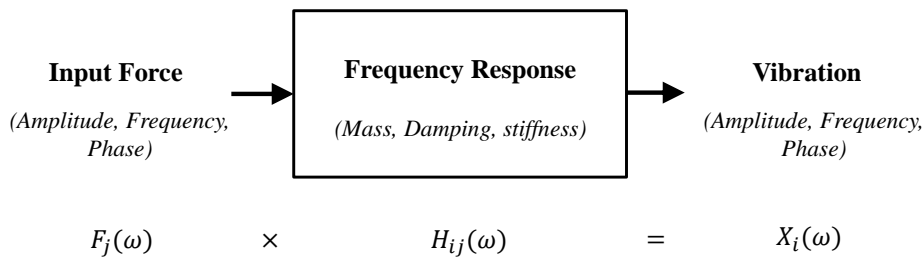 Input Force
Frequency Response
Vibration
(Amplitude, Frequency,
Phase)
(Mass, Damping, stiffness)
(Amplitude, Frequency,
Phase)
𝐹𝑗(𝜔) × 𝐻𝑖𝑗(𝜔) = 𝑋𝑖(𝜔)